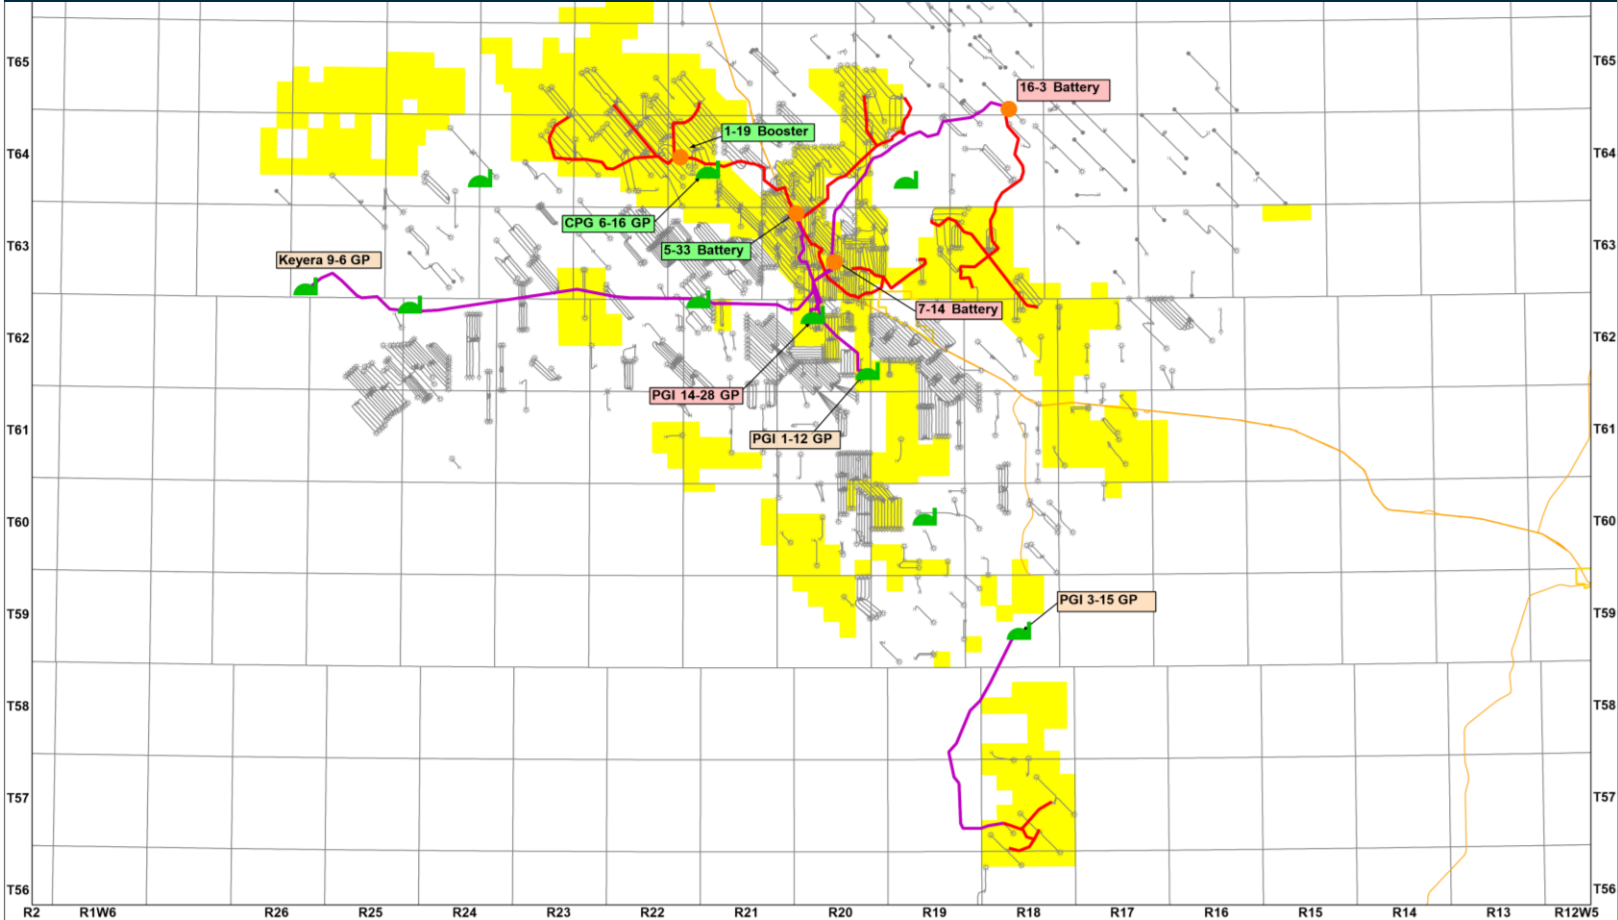 T65
T65
16-3 Battery
1-19 Booster
T64
T64
CPG 6-16 GP
5-33 Battery
T63
T63
Keyera 9-6 GP
7-14 Battery
T62
T62
PGI 14-28 GP
PGI 1-12 GP
T61
T61
T60
T60
PGI 3-15 GP
T59
T59
T58
T58
T57
T57
T56
T56
R2 R1W6 R26 R25 R24 R23 R22 R21 R20 R19 R18 R17 R16 R15 R14 R13 R12W5